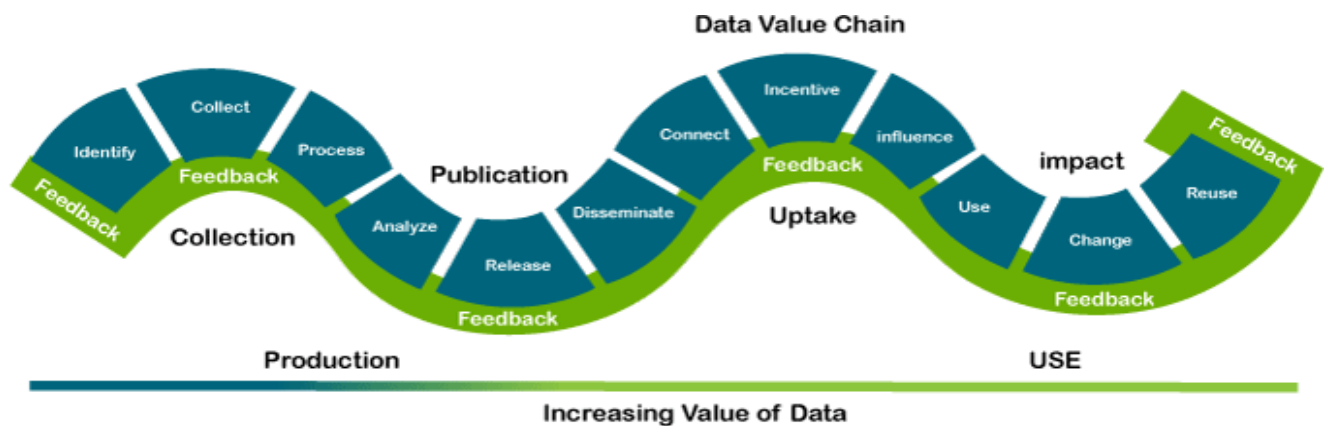 Data Value Chain
Identify
Collect
Process
Analyze
Release
Disseminate
Connect
Incentive
influence
Use
Change
Reuse
Feedback
Feedback
Feedback
Feedback
Feedback
Feedback
Collection
Publication
Uptake
impact
Production
USE
Increasing Value of Data